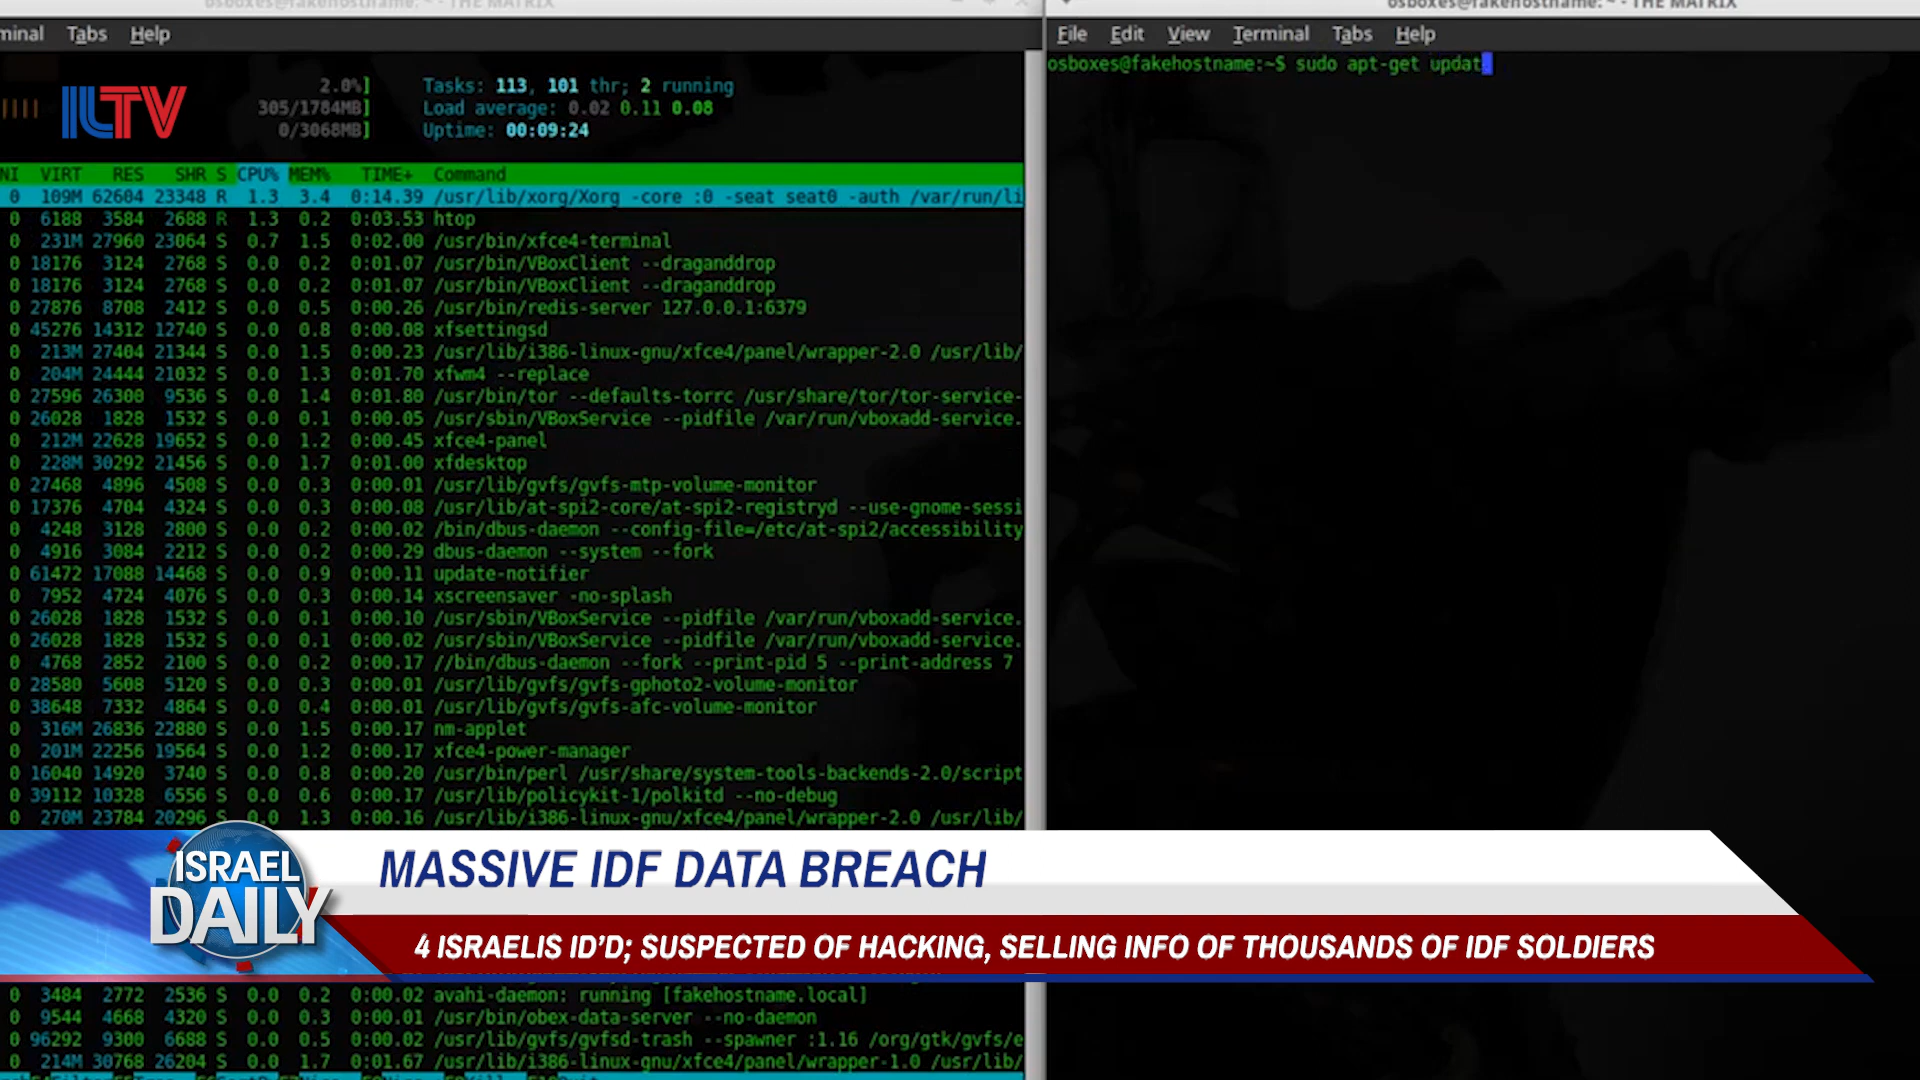 osboxes@fakehostname: ~ - THE MATRIX
minal Tabs Help
ILTV
2.0%]
305/1784MB]
0/3068MB]
Tasks: 113, 101 thr; 2 running
Load average: 0.02 0.11 0.08
Uptime: 00:09:24
NI VIRT RES SHR S CPU% MEM% TIME+ Command
0 109M 62604 23348 R 1.3 3.4 0:14.39 /usr/lib/xorg/Xorg -core :0 -seat seat0 -auth /var/run/li
0 6188 3584 2688 R 1.3 0.2 0:03.53 htop
0 231M 27960 23064 S 0.7 1.5 0:02.00 /usr/bin/xfce4-terminal
0 18176 3124 2768 S 0.0 0.2 0:01.07 /usr/bin/VBoxClient --draganddrop
0 18176 3124 2768 S 0.0 0.2 0:01.07 /usr/bin/VBoxClient --draganddrop
0 27876 8708 2412 S 0.0 0.5 0:00.26 /usr/bin/redis-server 127.0.0.1:6379
0 45276 14312 12740 S 0.0 0.8 0:00.08 xfsettingsd
0 213M 27404 21344 S 0.0 1.5 0:00.23 /usr/lib/i386-linux-gnu/xfce4/panel/wrapper-2.0 /usr/lib/
0 204M 24444 21032 S 0.0 1.3 0:01.70 xfwm4 --replace
0 27596 26300 9536 S 0.0 1.4 0:01.80 /usr/bin/tor --defaults-torrc /usr/share/tor/tor-service-
0 26028 1828 1532 S 0.0 0.1 0:00.05 /usr/sbin/VBoxService --pidfile /var/run/vboxadd-service.
0 212M 22628 19652 S 0.0 1.2 0:00.45 xfce4-panel
0 228M 30292 21456 S 0.0 1.7 0:01.00 xfdesktop
0 27468 4896 4508 S 0.0 0.3 0:00.01 /usr/lib/gvfs/gvfs-mtp-volume-monitor
0 17376 4704 4324 S 0.0 0.3 0:00.08 /usr/lib/at-spi2-core/at-spi2-registryd --use-gnome-sessi
0 4248 3128 2800 S 0.0 0.2 0:00.02 /bin/dbus-daemon --config-file=/etc/at-spi2/accessibility
0 4916 3084 2212 S 0.0 0.2 0:00.29 dbus-daemon --system --fork
0 61472 17088 14468 S 0.0 0.9 0:00.11 update-notifier
0 7952 4724 4076 S 0.0 0.3 0:00.14 xscreensaver -no-splash
0 26028 1828 1532 S 0.0 0.1 0:00.10 /usr/sbin/VBoxService --pidfile /var/run/vboxadd-service.
0 26028 1828 1532 S 0.0 0.1 0:00.02 /usr/sbin/VBoxService --pidfile /var/run/vboxadd-service.
0 4768 2852 2100 S 0.0 0.2 0:00.17 //bin/dbus-daemon --fork --print-pid 5 --print-address 7
0 28580 5608 5120 S 0.0 0.3 0:00.01 /usr/lib/gvfs/gvfs-gphoto2-volume-monitor
0 38648 7332 4864 S 0.0 0.4 0:00.01 /usr/lib/gvfs/gvfs-afc-volume-monitor
0 316M 26836 22880 S 0.0 1.5 0:00.17 nm-applet
0 201M 22256 19564 S 0.0 1.2 0:00.17 xfce4-power-manager
0 16040 14920 3740 S 0.0 0.8 0:00.20 /usr/bin/perl /usr/share/system-tools-backends-2.0/script
0 39112 10328 6556 S 0.0 0.6 0:00.17 /usr/lib/policykit-1/polkitd --no-debug
0 270M 23784 20296 S 0.0 1.3 0:00.16 /usr/lib/i386-linux-gnu/xfce4/panel/wrapper-2.0 /usr/lib/
0 3484 2772 2536 S 0.0 0.2 0:00.02 avahi-daemon: running [fakehostname.local]
0 9544 4668 4320 S 0.0 0.3 0:00.01 /usr/bin/obex-data-server --no-daemon
0 96292 9300 6688 S 0.0 0.5 0:00.02 /usr/lib/gvfs/gvfsd-trash --spawner :1.16 /org/gtk/gvfs/e
0 214M 30768 26204 S 0.0 1.7 0:01.67 /usr/lib/i386-linux-gnu/xfce4/panel/wrapper-1.0 /usr/lib/
osboxes@fakehostname: ~ - THE MATRIX
File Edit View Terminal Tabs Help
osboxes@fakehostname:~$ sudo apt-get updat
ISRAEL
DAILY
MASSIVE IDF DATA BREACH
4 ISRAELIS ID'D; SUSPECTED OF HACKING, SELLING INFO OF THOUSANDS OF IDF SOLDIERS